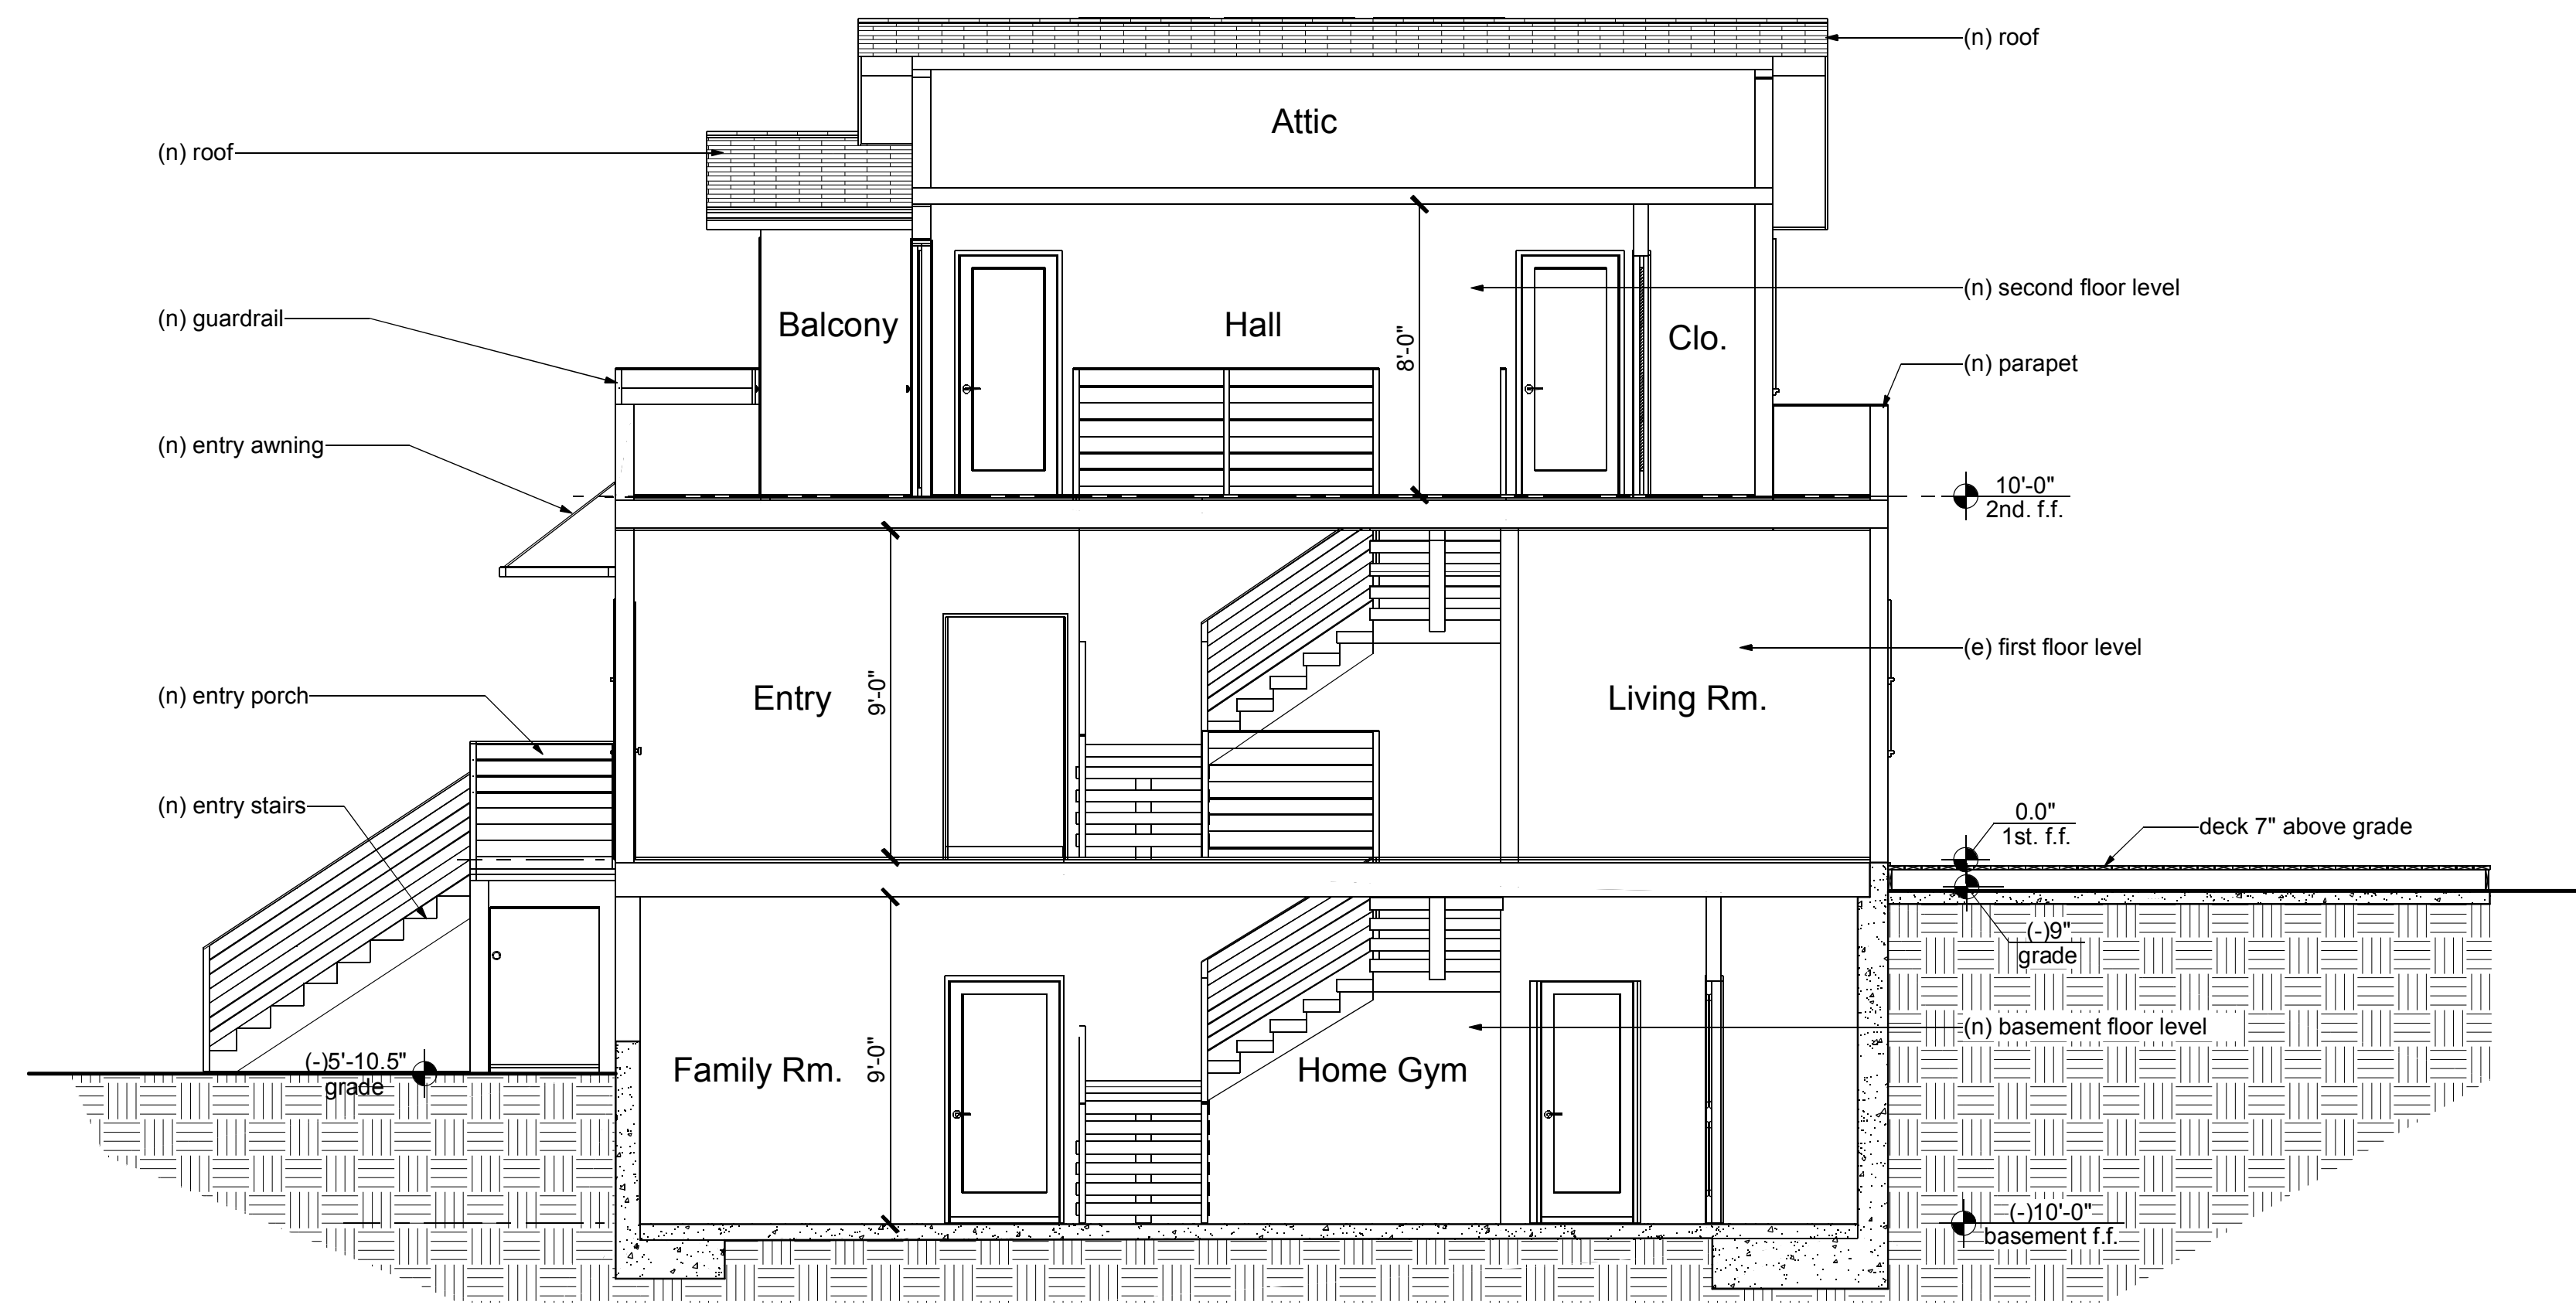 (n) roof
Attic
(n) roof
(n) second floor level
(n) guardrail
Balcony
Hall
8'-0"
Clo.
(n) parapet
(n) entry awning
10'-0"
2nd. f.f.
(e) first floor level
(n) entry porch
Entry
9'-0"
Living Rm.
(n) entry stairs
0.0"
1st. f.f.
deck 7" above grade
(-)9"
grade
(n) basement floor level
(-)5'-10.5"
grade
Family Rm.
9'-0"
Home Gym
(-)10'-0"
basement f.f.